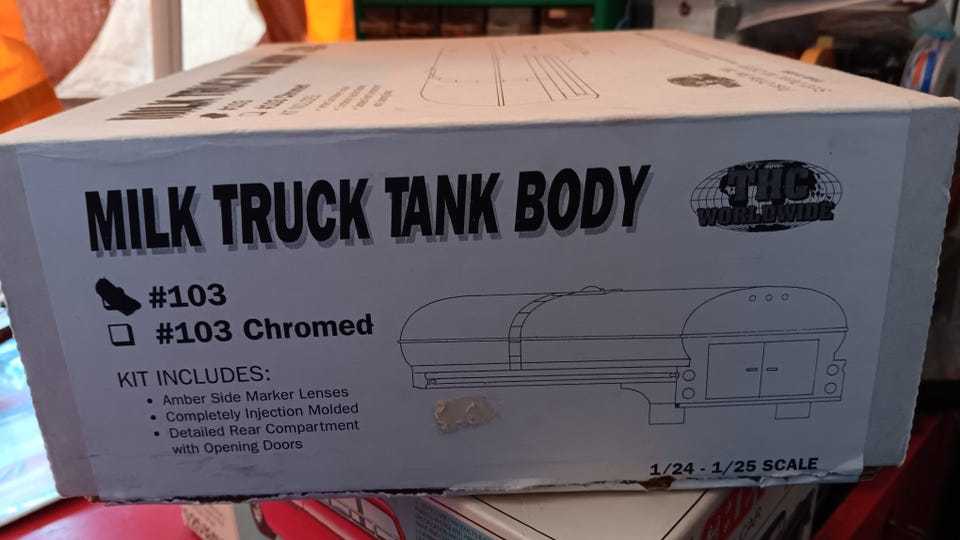 MILK TRUCK TANK BODY
THC
WORLDWIDE
#103
#103 Chromed
KIT INCLUDES:
• Amber Side Marker Lenses
• Completely Injection Molded
• Detailed Rear Compartment
with Opening Doors
1/24 - 1/25 SCALE